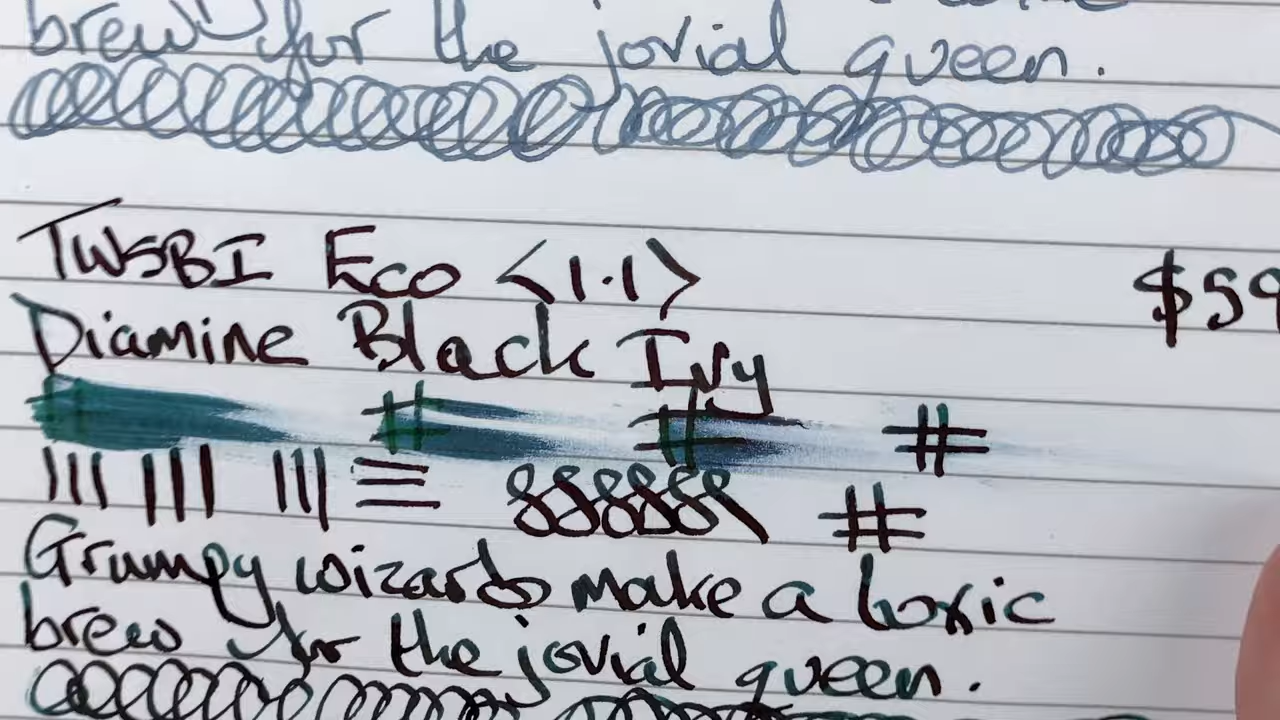 brew for the jovial queen.
TWSBI Eco <1.1> $59
Diamine Black Ivy
# # # #
#
Grumpy wizards make a toxic
brew for the jovial queen.